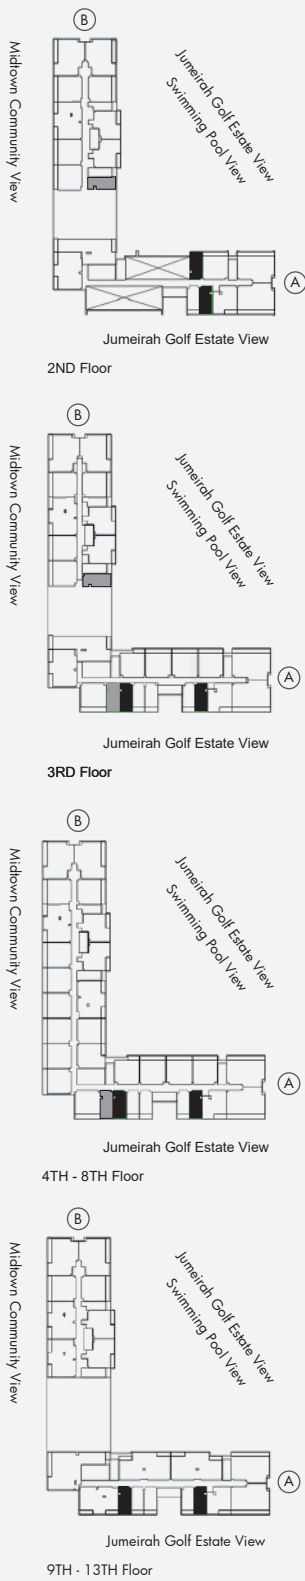 B
Midtown Community View
Jumeirah Golf Estate View
Swimming Pool View
A
Jumeirah Golf Estate View
2ND Floor
B
Midtown Community View
Jumeirah Golf Estate View
Swimming Pool View
A
Jumeirah Golf Estate View
3RD Floor
B
Midtown Community View
Jumeirah Golf Estate View
Swimming Pool View
A
Jumeirah Golf Estate View
4TH - 8TH Floor
B
Midtown Community View
Jumeirah Golf Estate View
Swimming Pool View
A
Jumeirah Golf Estate View
9TH - 13TH Floor